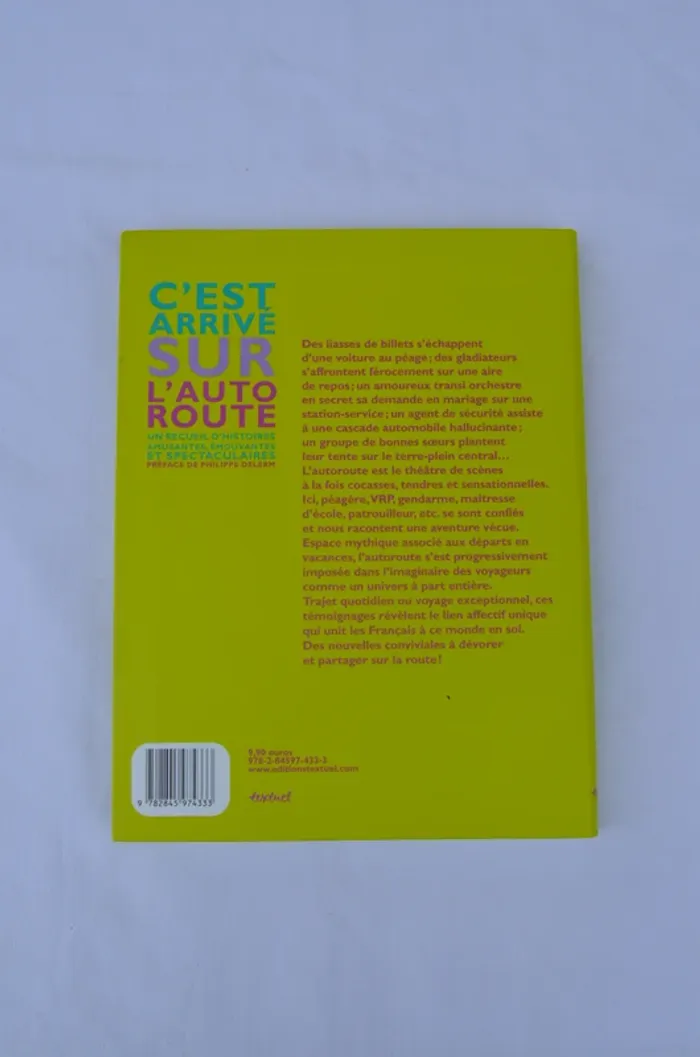 C'EST
ARRIVÉ
SUR
L'AUTO
ROUTE
UN RECUEIL D'HISTOIRES
AMUSANTES, ÉMOUVANTES
ET SPECTACULAIRES
PRÉFACE DE PHILIPPE DELERM
Des liasses de billets s'échappent
d'une voiture au péage ; des gladiateurs
s'affrontent férocement sur une aire
de repos ; un amoureux transi orchestre
en secret sa demande en mariage sur une
station-service ; un agent de sécurité assiste
à une cascade automobile hallucinante ;
un groupe de bonnes sœurs plantent
leur tente sur le terre-plein central...
L'autoroute est le théâtre de scènes
à la fois cocasses, tendres et sensationnelles.
Ici, péagère, VRP, gendarme, maîtresse
d'école, patrouilleur, etc. se sont confiés
et nous racontent une aventure vécue.
Espace mythique associé aux départs en
vacances, l'autoroute s'est progressivement
imposée dans l'imaginaire des voyageurs
comme un univers à part entière.
Trajet quotidien ou voyage exceptionnel, ces
témoignages révèlent le lien affectif unique
qui unit les Français à ce monde en soi.
Des nouvelles conviviales à dévorer
et partager sur la route !
9,90 euros
978-2-84597-433-3
www.editionstextuel.com
textuel
9 782845 974333